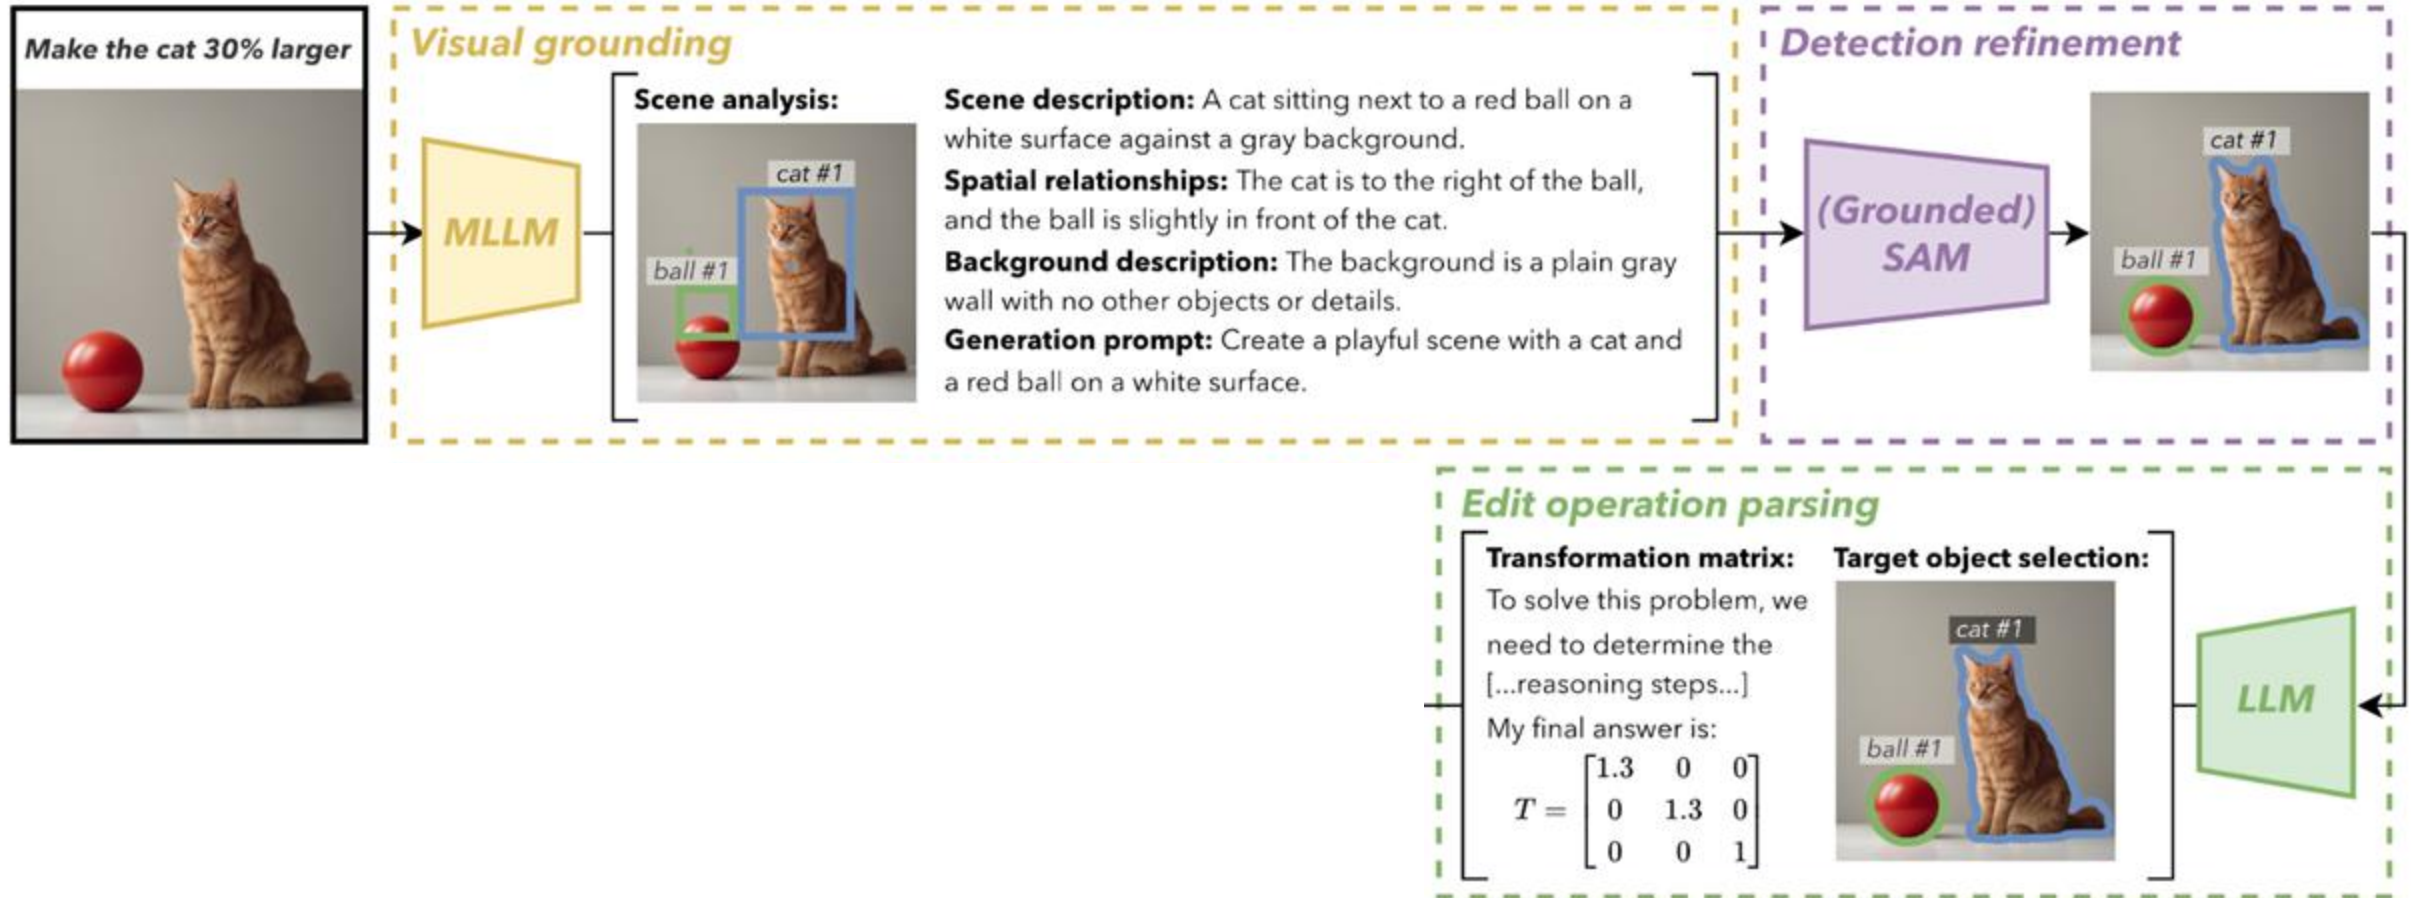 Make the cat 30% larger
Visual grounding
MLLM
Scene analysis:
cat #1
ball #1
Scene description: A cat sitting next to a red ball on a
white surface against a gray background.
Spatial relationships: The cat is to the right of the ball,
and the ball is slightly in front of the cat.
Background description: The background is a plain gray
wall with no other objects or details.
Generation prompt: Create a playful scene with a cat and
a red ball on a white surface.
Detection refinement
(Grounded)
SAM
cat #1
ball #1
Edit operation parsing
Transformation matrix:
To solve this problem, we
need to determine the
[...reasoning steps...]
My final answer is:
1.3 0 0
T = 0 1.3 0
0 0 1
Target object selection:
cat #1
ball #1
LLM